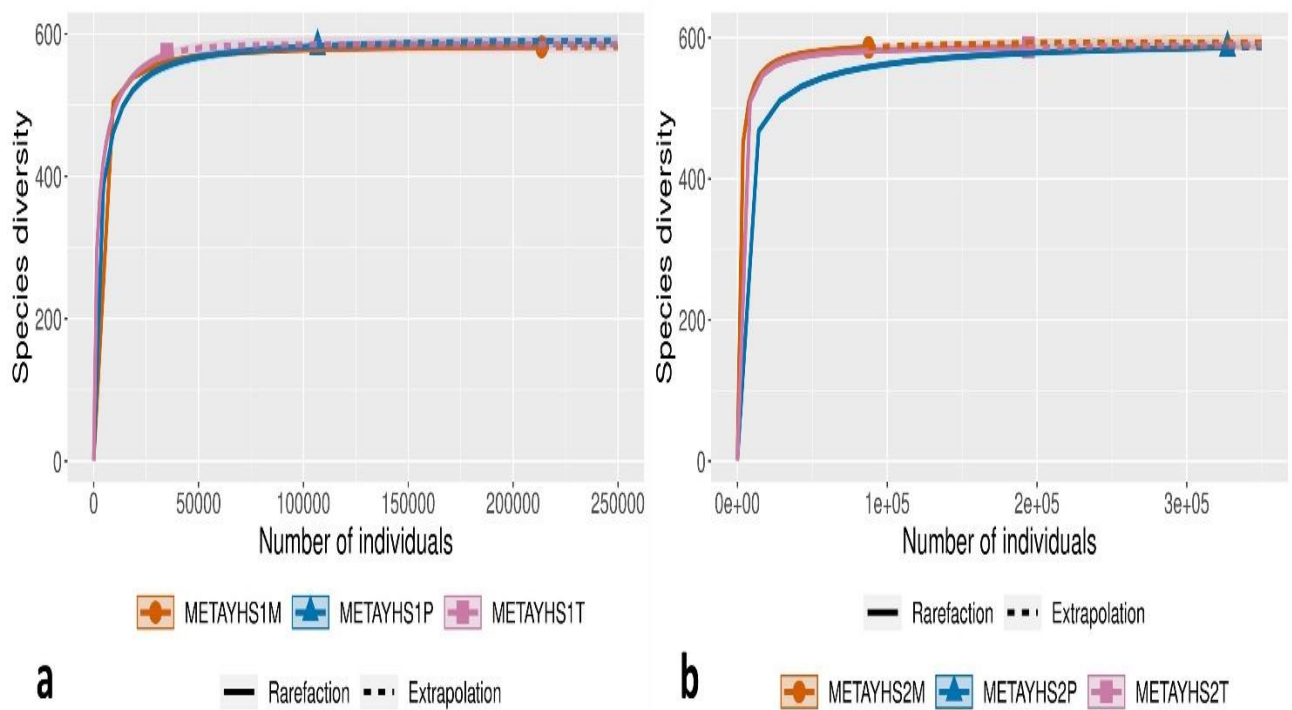 600
400
200
0
Species diversity
0 50000 100000 150000 200000 250000
Number of individuals
METAYHS1M METAYHS1P METAYHS1T
Rarefaction Extrapolation
a
600
400
200
0
Species diversity
0e+00 1e+05 2e+05 3e+05
Number of individuals
Rarefaction Extrapolation
METAYHS2M METAYHS2P METAYHS2T
b